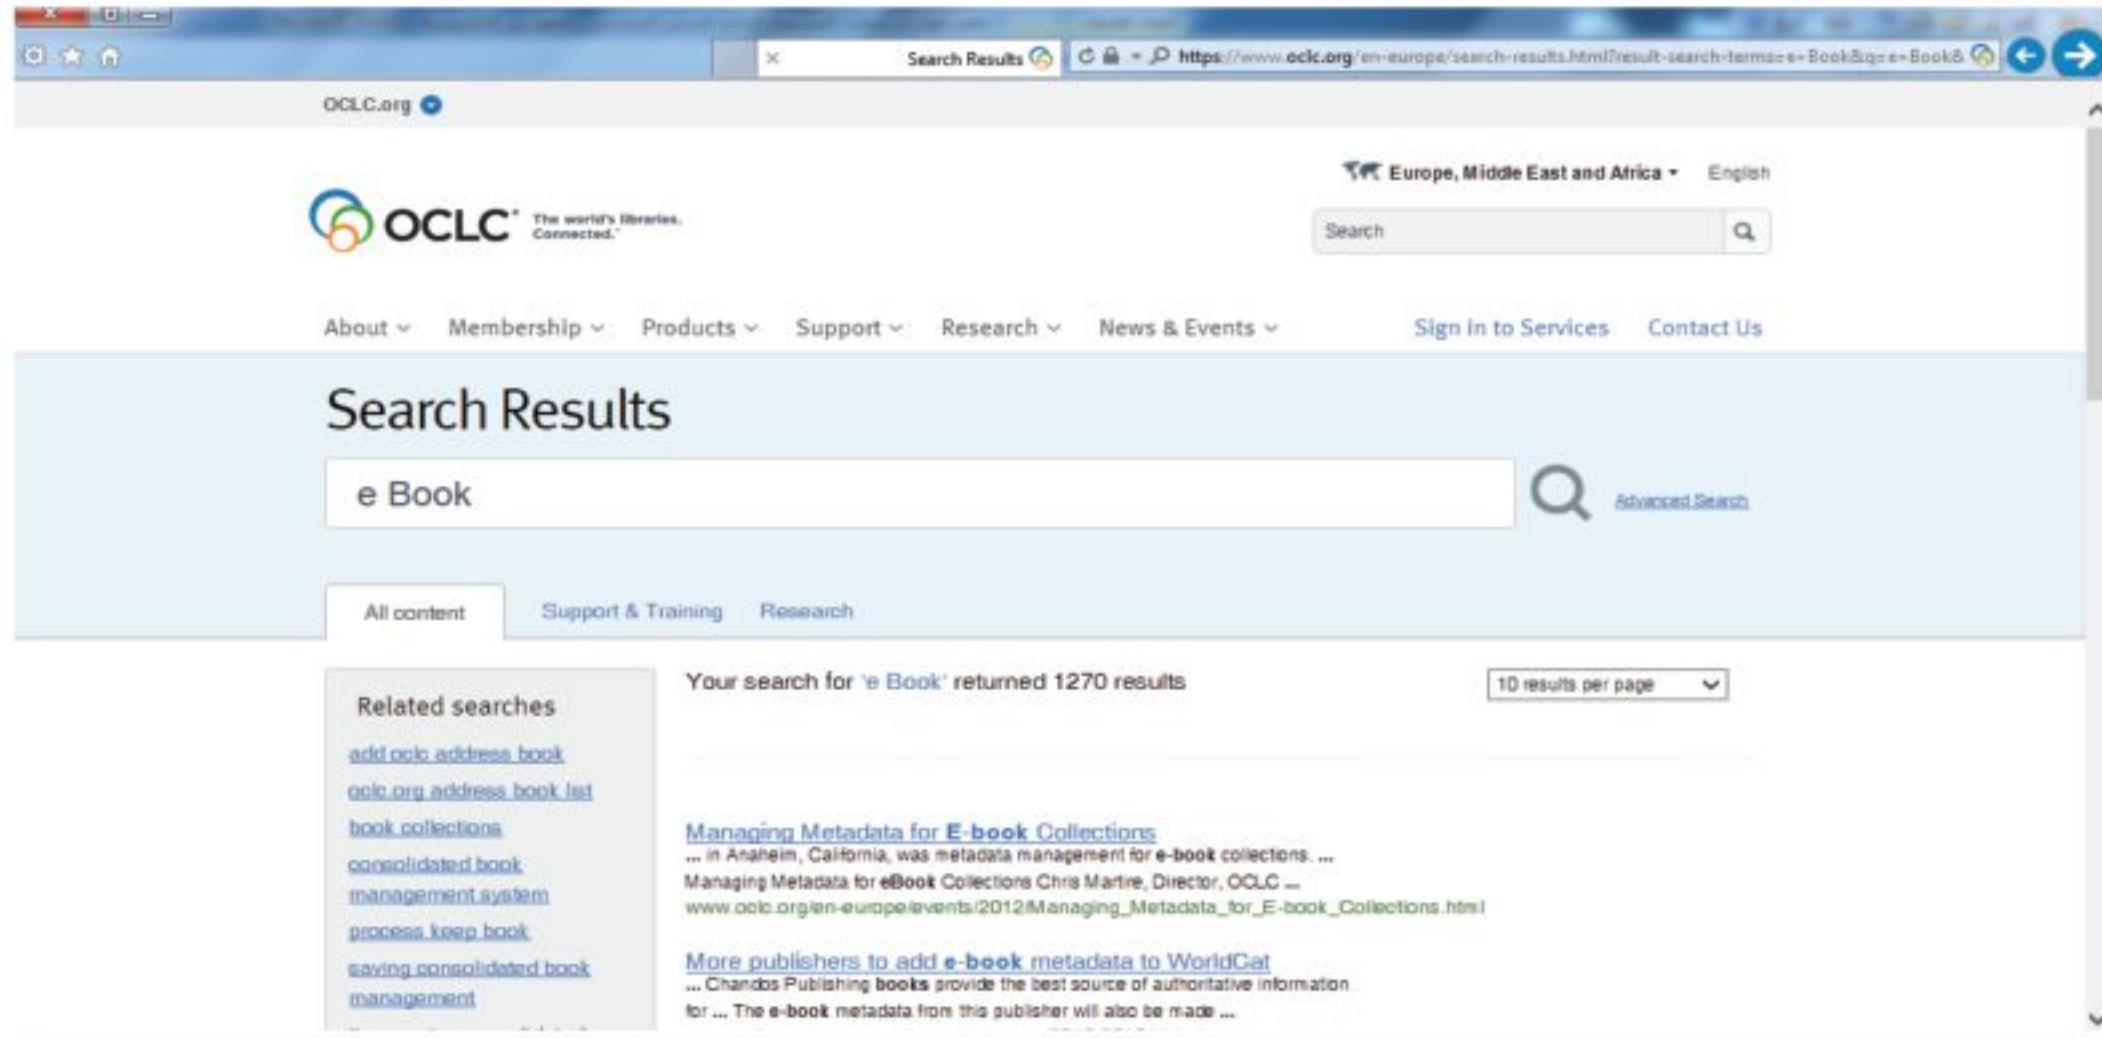 Search Results
https://www.oclc.org/en-europe/search-results.html?result-search-terms=e+Book&q=e+Book&
OCLC.org
Europe, Middle East and Africa
English
OCLC
The world's libraries.
Connected.
Search
About
Membership
Products
Support
Research
News & Events
Sign in to Services
Contact Us
Search Results
e Book
Advanced Search
All content
Support & Training
Research
Related searches
add oclc address book
oclc.org address book list
book collections
consolidated book
management system
process keep book
saving consolidated book
management
Your search for 'e Book' returned 1270 results
10 results per page
Managing Metadata for E-book Collections
... in Anaheim, California, was metadata management for e-book collections. ...
Managing Metadata for eBook Collections Chris Martire, Director, OCLC ...
www.oclc.org/en-europe/events/2012/Managing_Metadata_for_E-book_Collections.html
More publishers to add e-book metadata to WorldCat
... Chandos Publishing books provide the best source of authoritative information
for ... The e-book metadata from this publisher will also be made ...